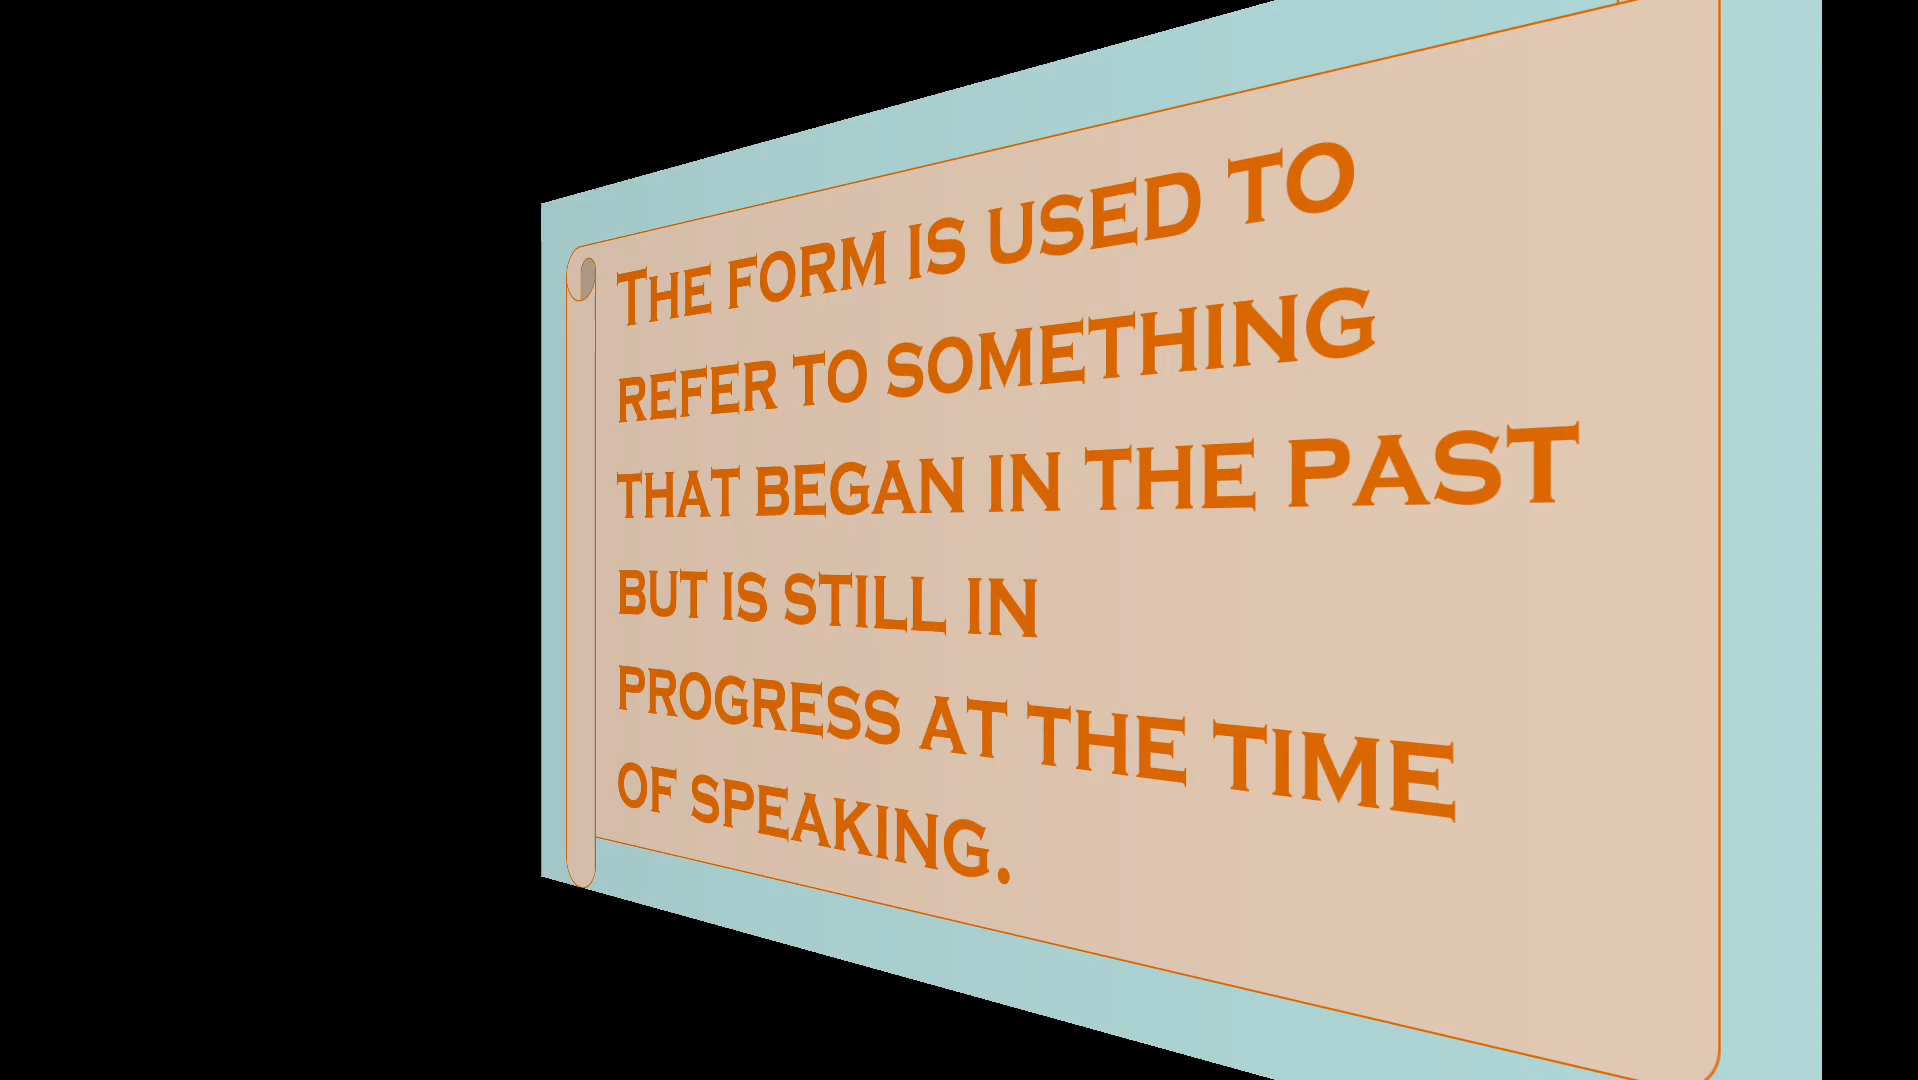 The form is used to
refer to something
that began in the past
but is still in
progress at the time
of speaking.